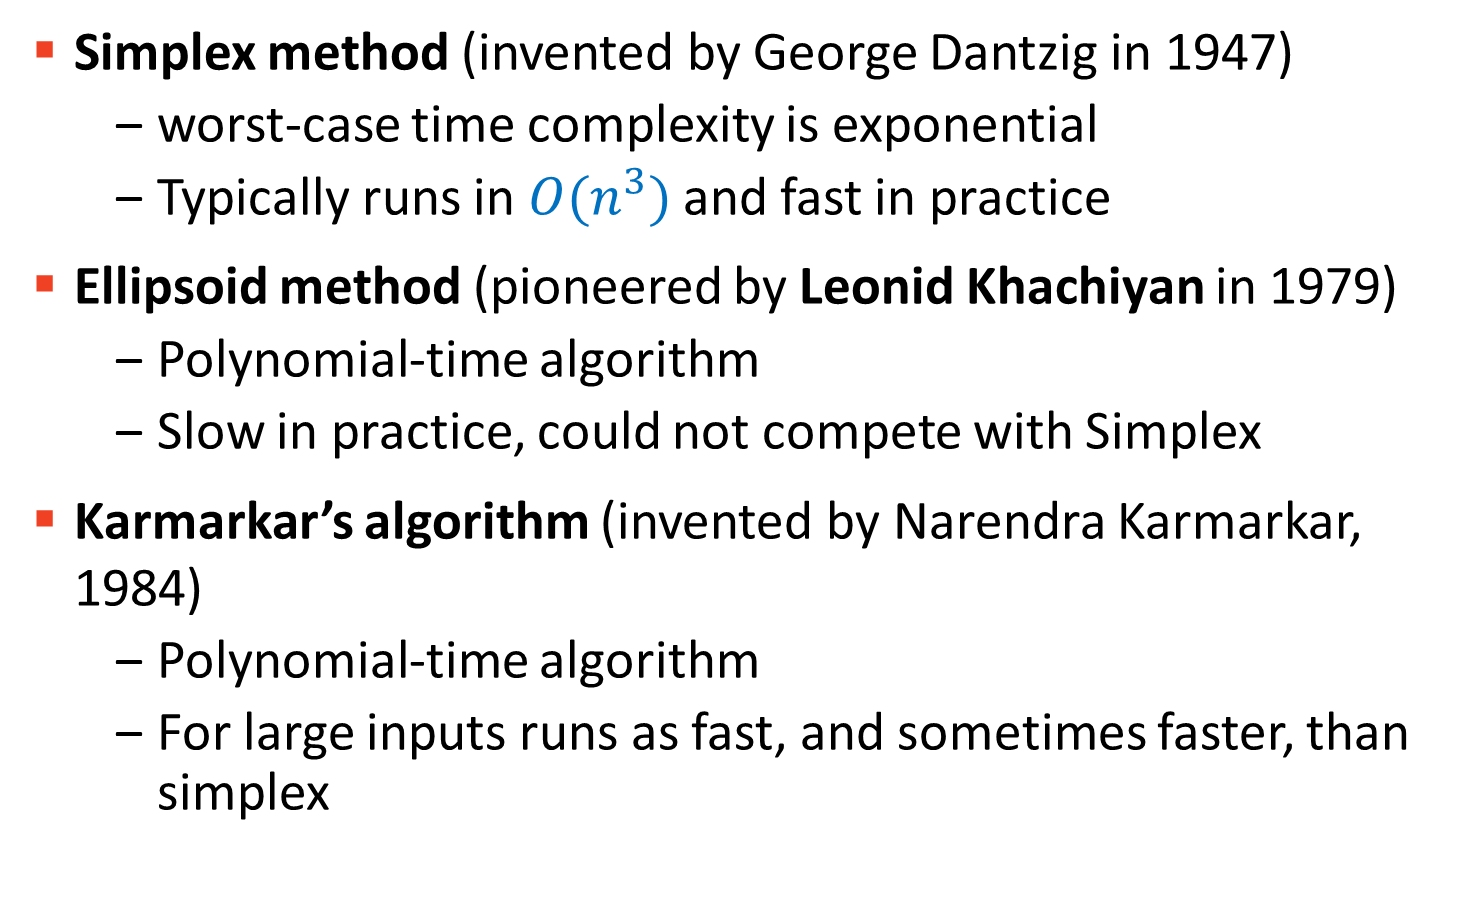 ▪ Simplex method (invented by George Dantzig in 1947)
– worst-case time complexity is exponential
– Typically runs in O(n³) and fast in practice
▪ Ellipsoid method (pioneered by Leonid Khachiyan in 1979)
– Polynomial-time algorithm
– Slow in practice, could not compete with Simplex
▪ Karmarkar’s algorithm (invented by Narendra Karmarkar,
1984)
– Polynomial-time algorithm
– For large inputs runs as fast, and sometimes faster, than
simplex